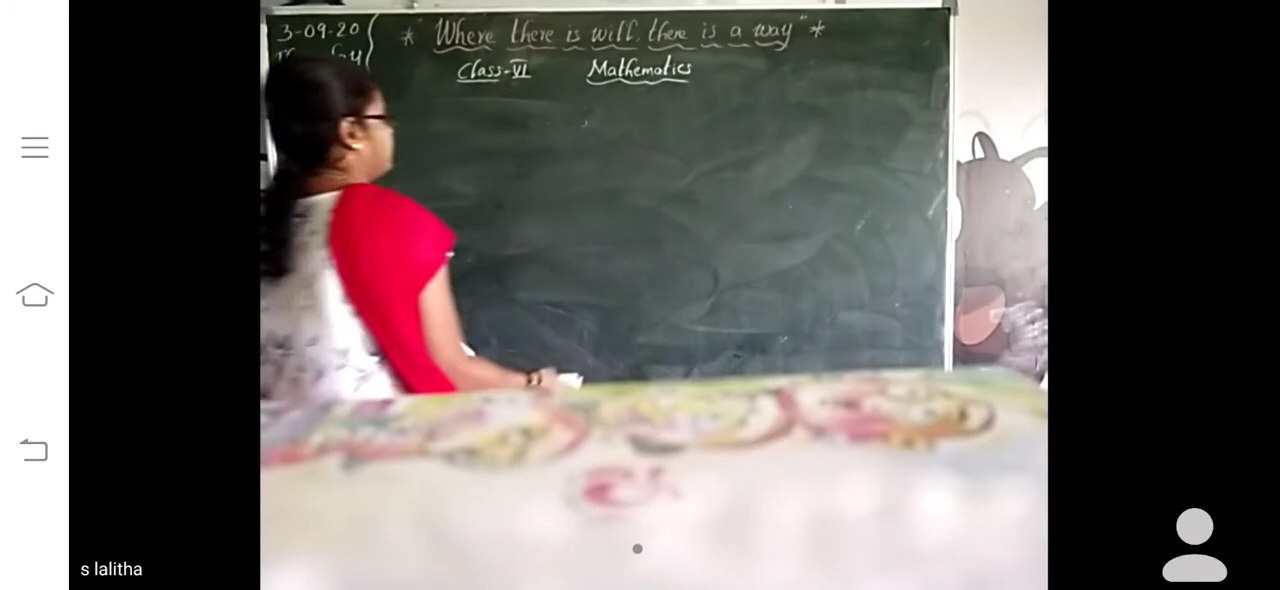 3-09-20
* "Where there is will, there is a way" *
Class-VI Mathematics
s lalitha